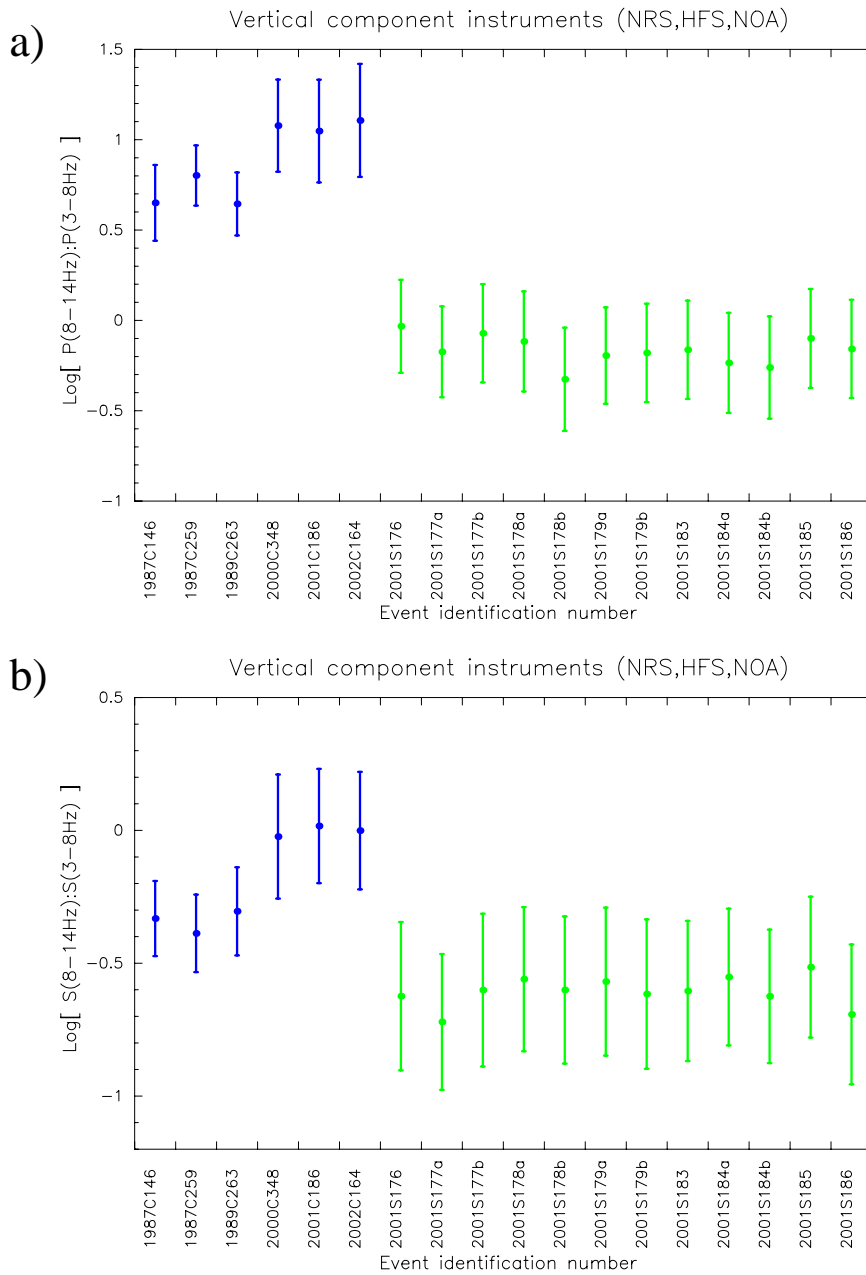 a)
Vertical component instruments (NRS,HFS,NOA)
Log[ P(8−14Hz):P(3−8Hz) ]
1.5
1
0.5
0
−0.5
−1
1987C146
1987C259
1989C263
2000C348
2001C186
2002C164
2001S176
2001S177a
2001S177b
2001S178a
2001S178b
2001S179a
2001S179b
2001S183
2001S184a
2001S184b
2001S185
2001S186
Event identification number
b)
Vertical component instruments (NRS,HFS,NOA)
Log[ S(8−14Hz):S(3−8Hz) ]
0.5
0
−0.5
−1
1987C146
1987C259
1989C263
2000C348
2001C186
2002C164
2001S176
2001S177a
2001S177b
2001S178a
2001S178b
2001S179a
2001S179b
2001S183
2001S184a
2001S184b
2001S185
2001S186
Event identification number